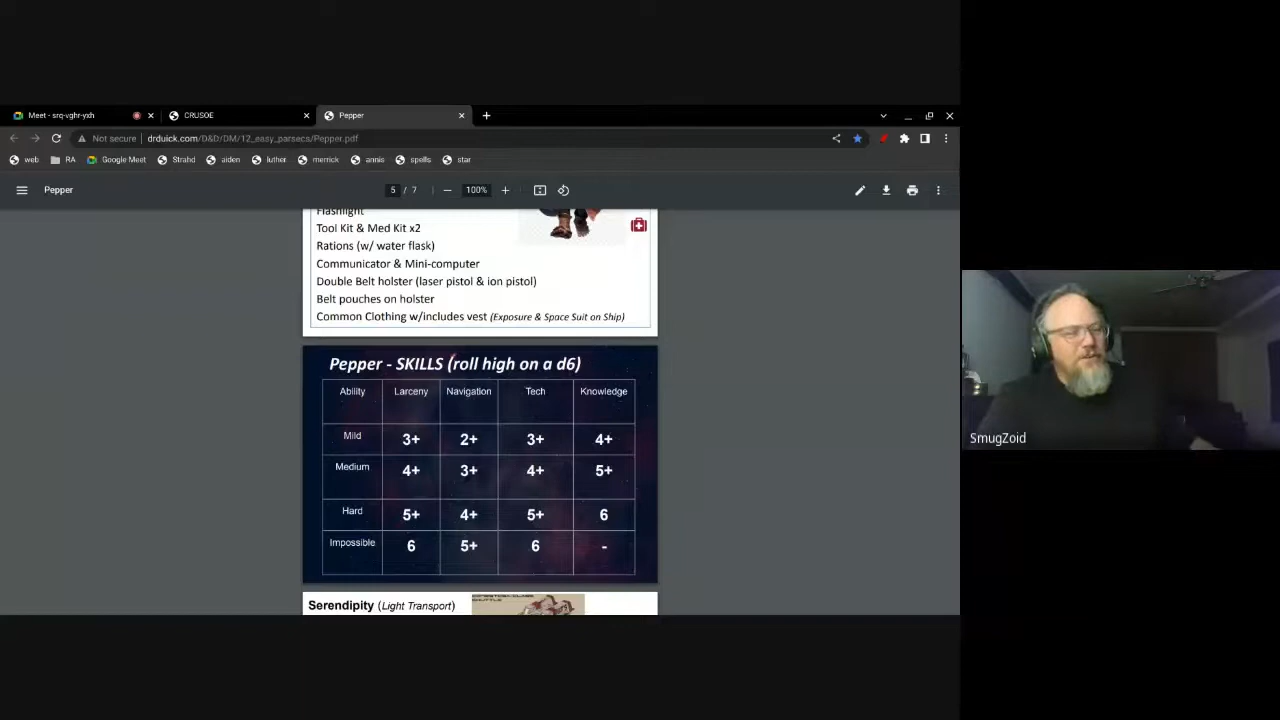 Meet - srq-vghr-yxh
CRUSOE
Pepper
Not secure drduick.com/D&D/DM/12_easy_parsecs/Pepper.pdf
web RA Google Meet Strahd aiden luther merrick annis spells star
Pepper 5 / 7 100%
Flashlight
Tool Kit & Med Kit x2
Rations (w/ water flask)
Communicator & Mini-computer
Double Belt holster (laser pistol & ion pistol)
Belt pouches on holster
Common Clothing w/includes vest (Exposure & Space Suit on Ship)
Pepper - SKILLS (roll high on a d6)
Ability Larceny Navigation Tech Knowledge
Mild 3+ 2+ 3+ 4+
Medium 4+ 3+ 4+ 5+
Hard 5+ 4+ 5+ 6
Impossible 6 5+ 6 -
Serendipity (Light Transport)
SmugZoid